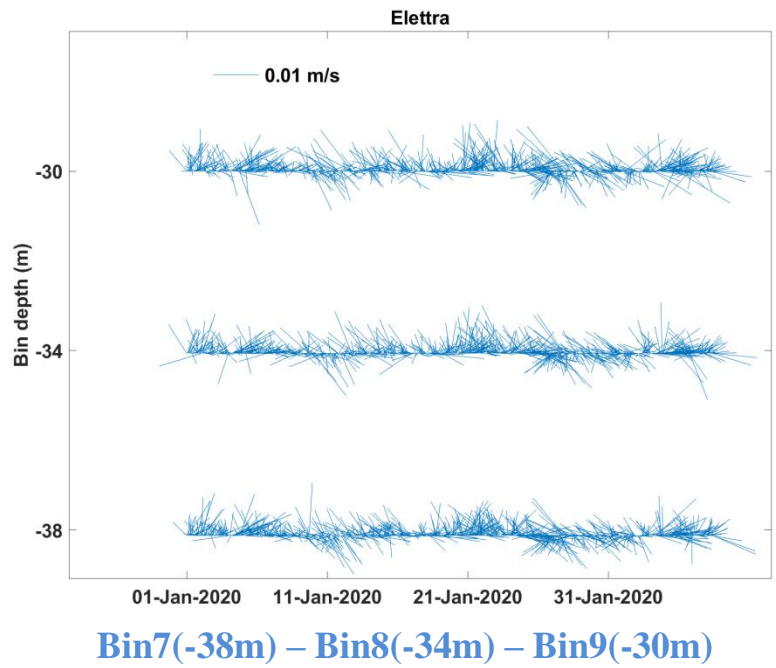 Elettra
0.01 m/s
-30
-34
-38
Bin depth (m)
01-Jan-2020 11-Jan-2020 21-Jan-2020 31-Jan-2020
Bin7(-38m) – Bin8(-34m) – Bin9(-30m)